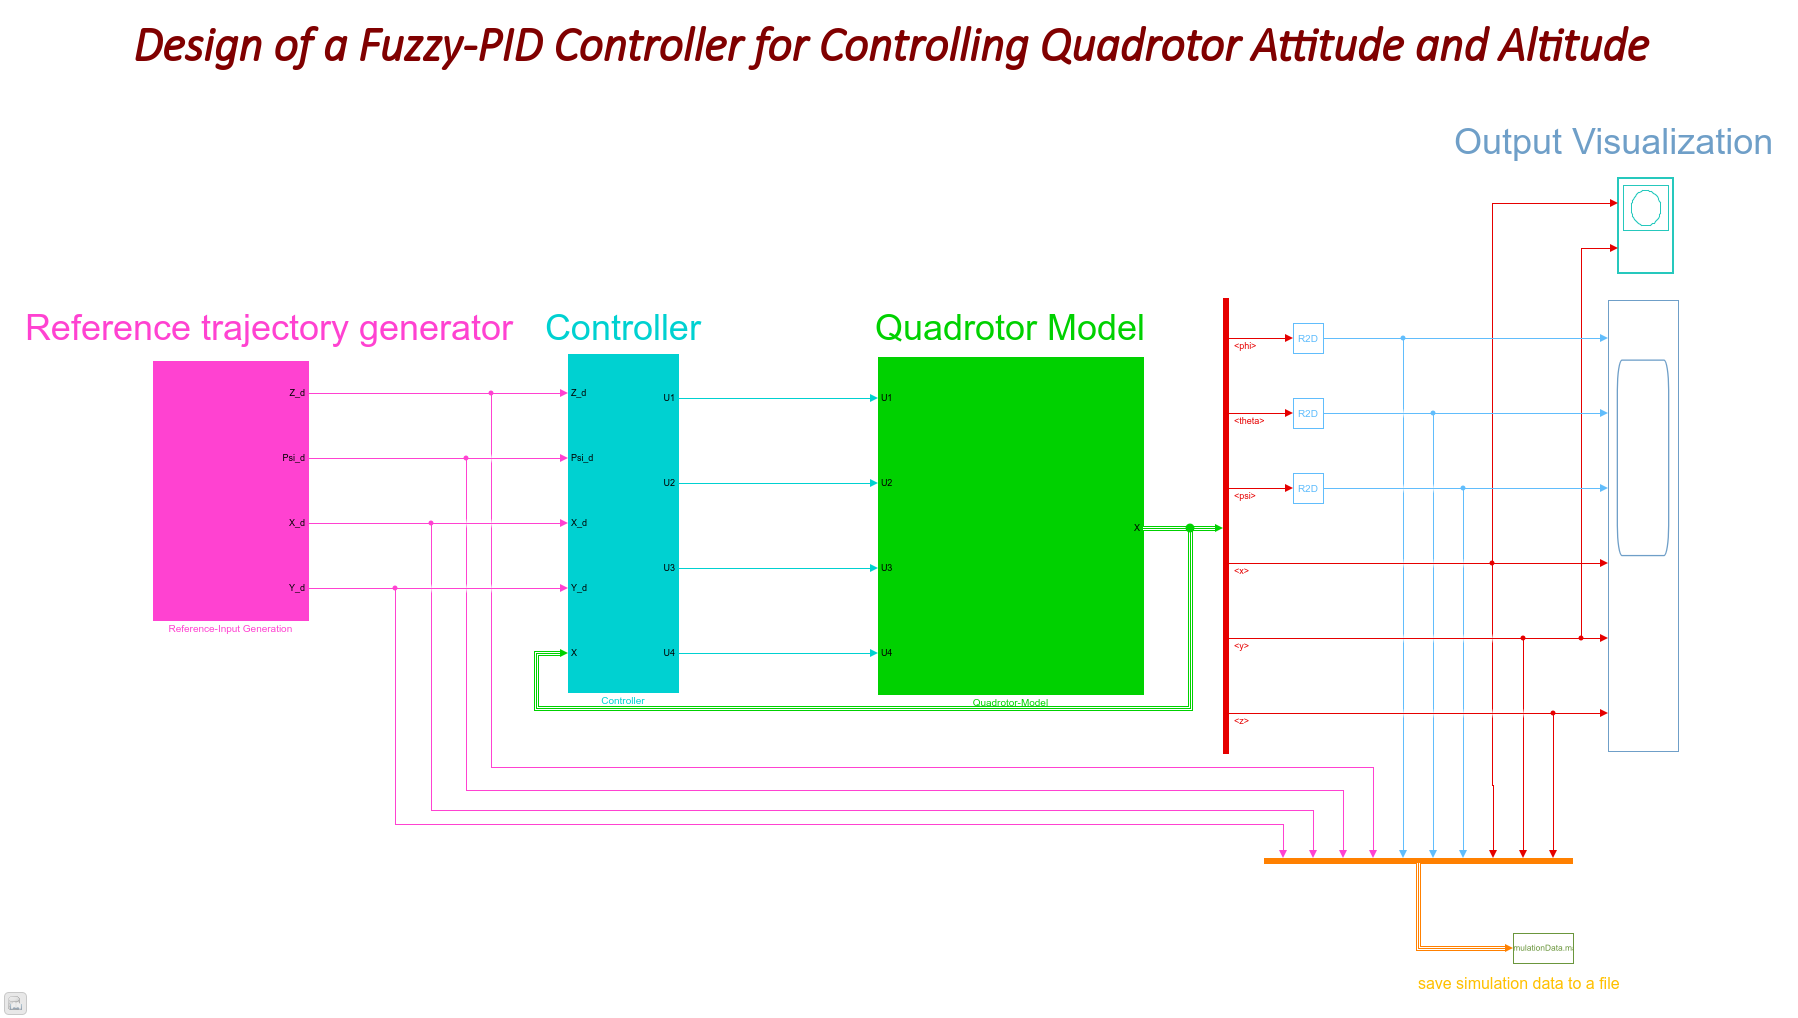 Design of a Fuzzy-PID Controller for Controlling Quadrotor Attitude and Altitude
Output Visualization
Reference trajectory generator
Controller
Quadrotor Model
Z_d
Psi_d
X_d
Y_d
Reference-Input Generation
Z_d
Psi_d
X_d
Y_d
X
U1
U2
U3
U4
Controller
U1
U2
U3
U4
X
Quadrotor-Model
<phi>
<theta>
<psi>
<x>
<y>
<z>
R2D
R2D
R2D
mulationData.ma
save simulation data to a file